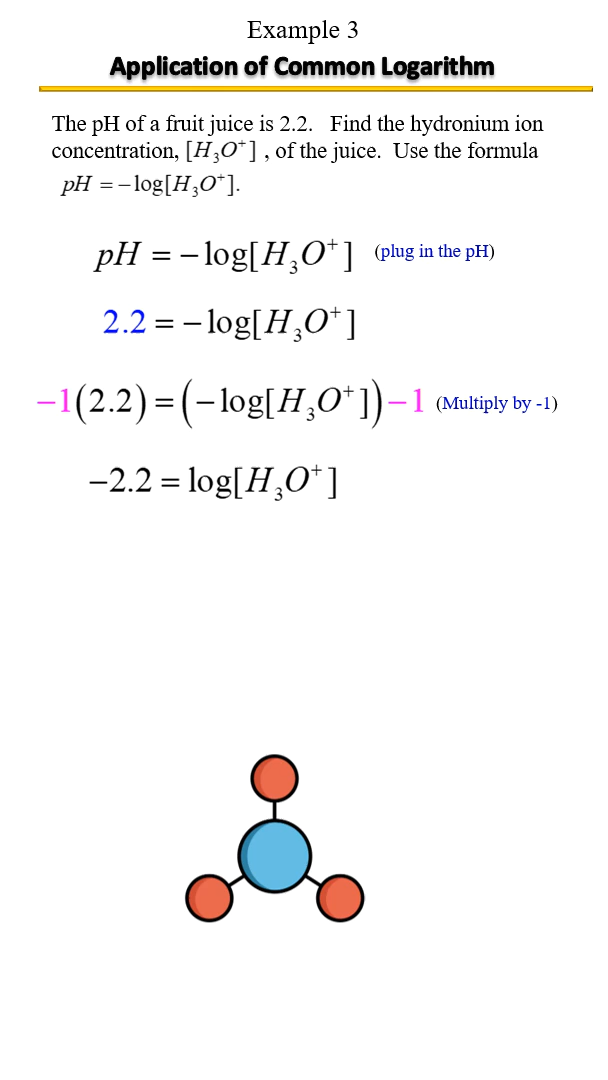 Example 3
Application of Common Logarithm
The pH of a fruit juice is 2.2. Find the hydronium ion
concentration, [H₃O⁺] , of the juice. Use the formula
pH = −log[H₃O⁺].
pH = − log[H₃O⁺] (plug in the pH)
2.2 = − log[H₃O⁺]
−1(2.2) = (− log[H₃O⁺])−1 (Multiply by -1)
−2.2 = log[H₃O⁺]